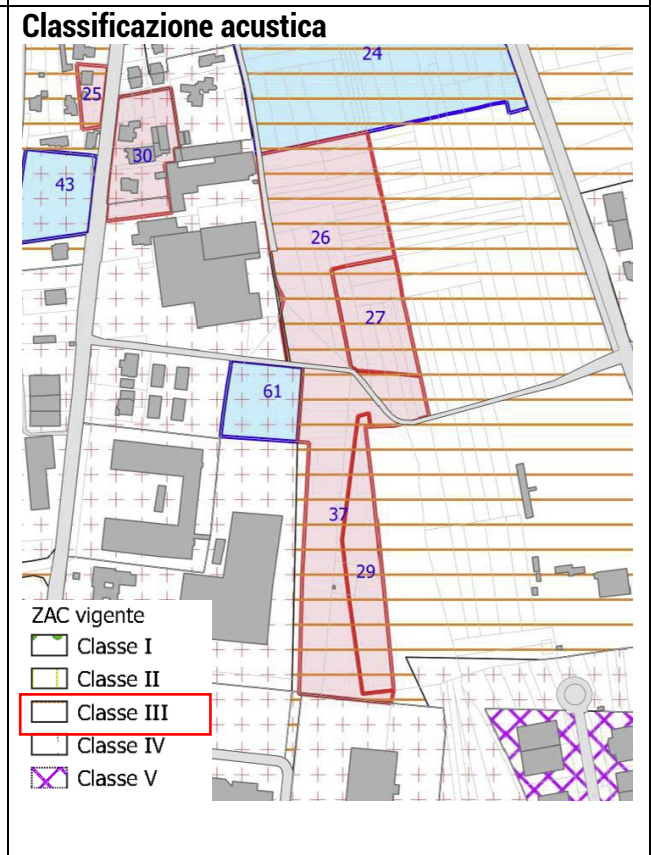 Classificazione acustica
24
25
30
43
26
27
61
37
29
ZAC vigente
Classe I
Classe II
Classe III
Classe IV
Classe V